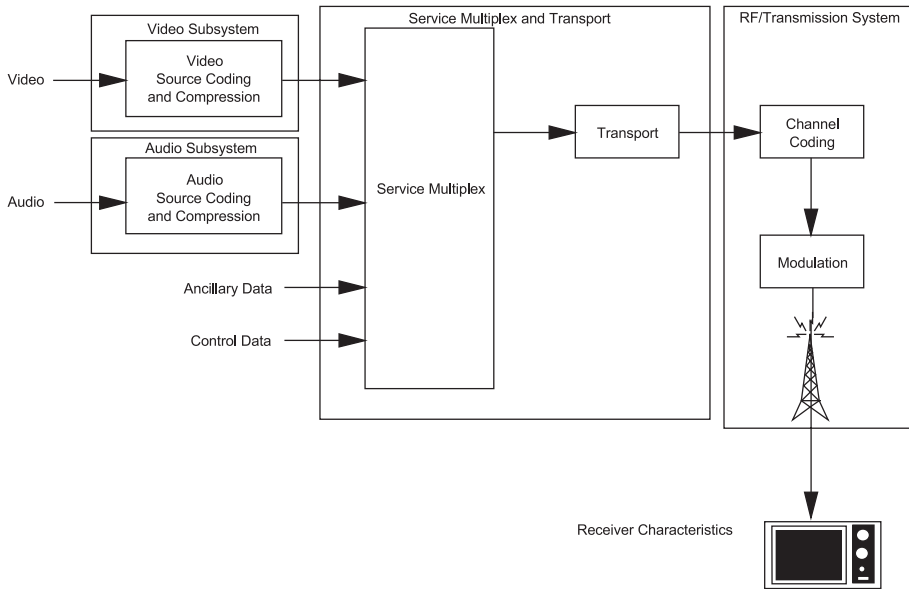 Service Multiplex and Transport
RF/Transmission System
Video Subsystem
Video
Source Coding
and Compression
Video
Audio Subsystem
Audio
Source Coding
and Compression
Audio
Service Multiplex
Transport
Channel
Coding
Modulation
Ancillary Data
Control Data
Receiver Characteristics